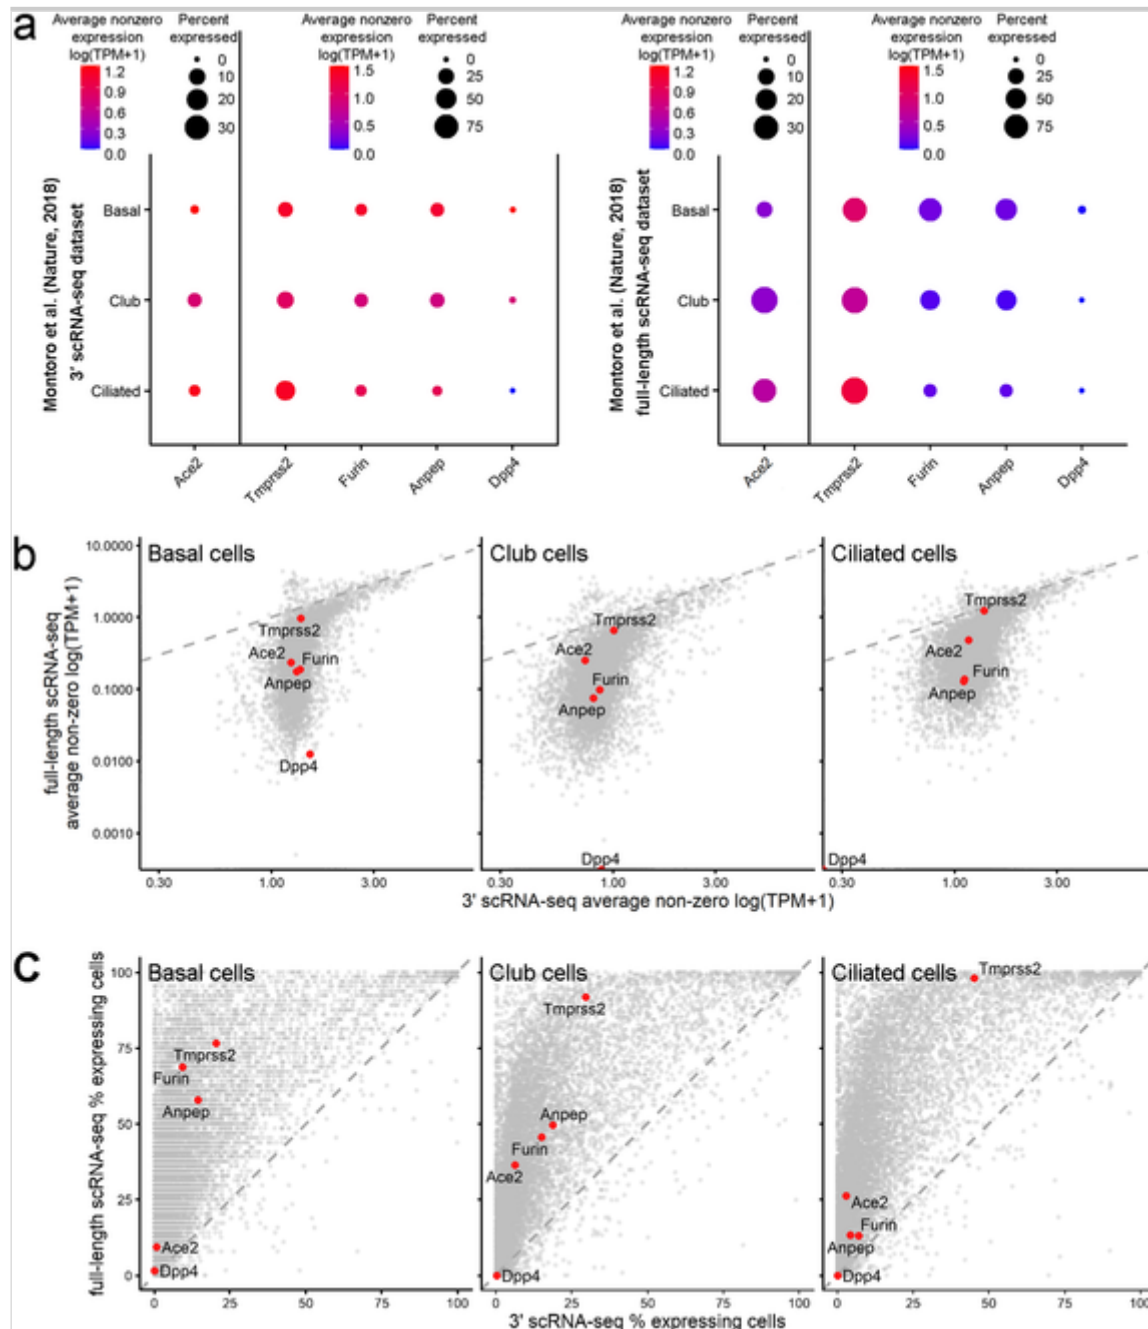 a
Average nonzero
expression
log(TPM+1)
1.2
0.9
0.6
0.3
0.0
Percent
expressed
0
10
20
30
Average nonzero
expression
log(TPM+1)
1.5
1.0
0.5
0.0
Percent
expressed
0
25
50
75
Average nonzero
expression
log(TPM+1)
1.2
0.9
0.6
0.3
0.0
Percent
expressed
0
10
20
30
Average nonzero
expression
log(TPM+1)
1.5
1.0
0.5
0.0
Percent
expressed
0
25
50
75
Montoro et al. (Nature, 2018)
3' scRNA-seq dataset
Basal
Club
Ciliated
Ace2
Tmprss2
Furin
Anpep
Dpp4
Montoro et al. (Nature, 2018)
full-length scRNA-seq dataset
Basal
Club
Ciliated
Ace2
Tmprss2
Furin
Anpep
Dpp4
b
full-length scRNA-seq
average non-zero log(TPM+1)
10.0000
1.0000
0.1000
0.0100
0.0010
Basal cells
Tmprss2
Ace2
Furin
Anpep
Dpp4
Club cells
Tmprss2
Ace2
Furin
Anpep
Dpp4
Ciliated cells
Tmprss2
Ace2
Furin
Anpep
Dpp4
0.30 1.00 3.00
0.30 1.00 3.00
0.30 1.00 3.00
3' scRNA-seq average non-zero log(TPM+1)
c
full-length scRNA-seq % expressing cells
100
75
50
25
0
Basal cells
Tmprss2
Furin
Anpep
Ace2
Dpp4
Club cells
Tmprss2
Anpep
Furin
Ace2
Dpp4
Ciliated cells
Tmprss2
Ace2
Furin
Anpep
Dpp4
0 25 50 75 100
0 25 50 75 100
0 25 50 75 100
3' scRNA-seq % expressing cells